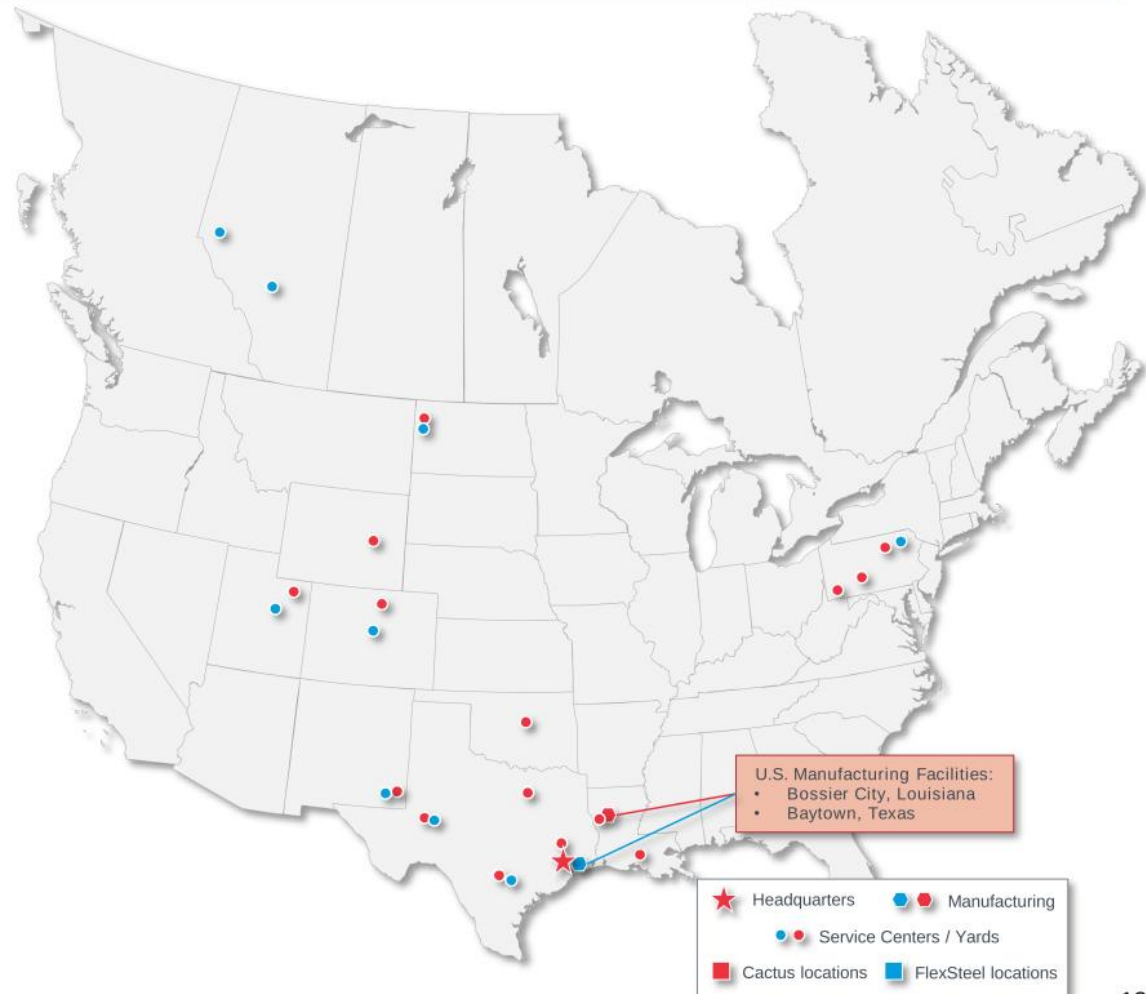 U.S. Manufacturing Facilities:
• Bossier City, Louisiana
• Baytown, Texas
Headquarters
Manufacturing
Service Centers / Yards
Cactus locations
FlexSteel locations